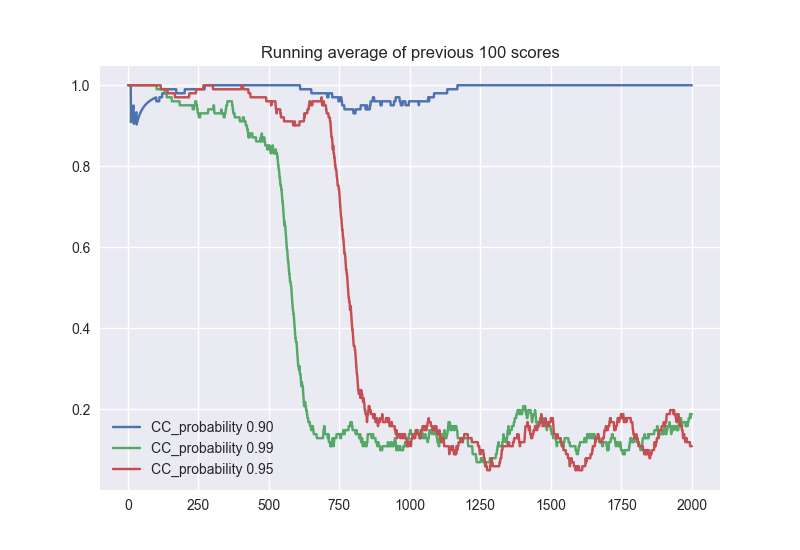 Running average of previous 100 scores
1.0
0.8
0.6
0.4
0.2
CC_probability 0.90
CC_probability 0.99
CC_probability 0.95
0 250 500 750 1000 1250 1500 1750 2000